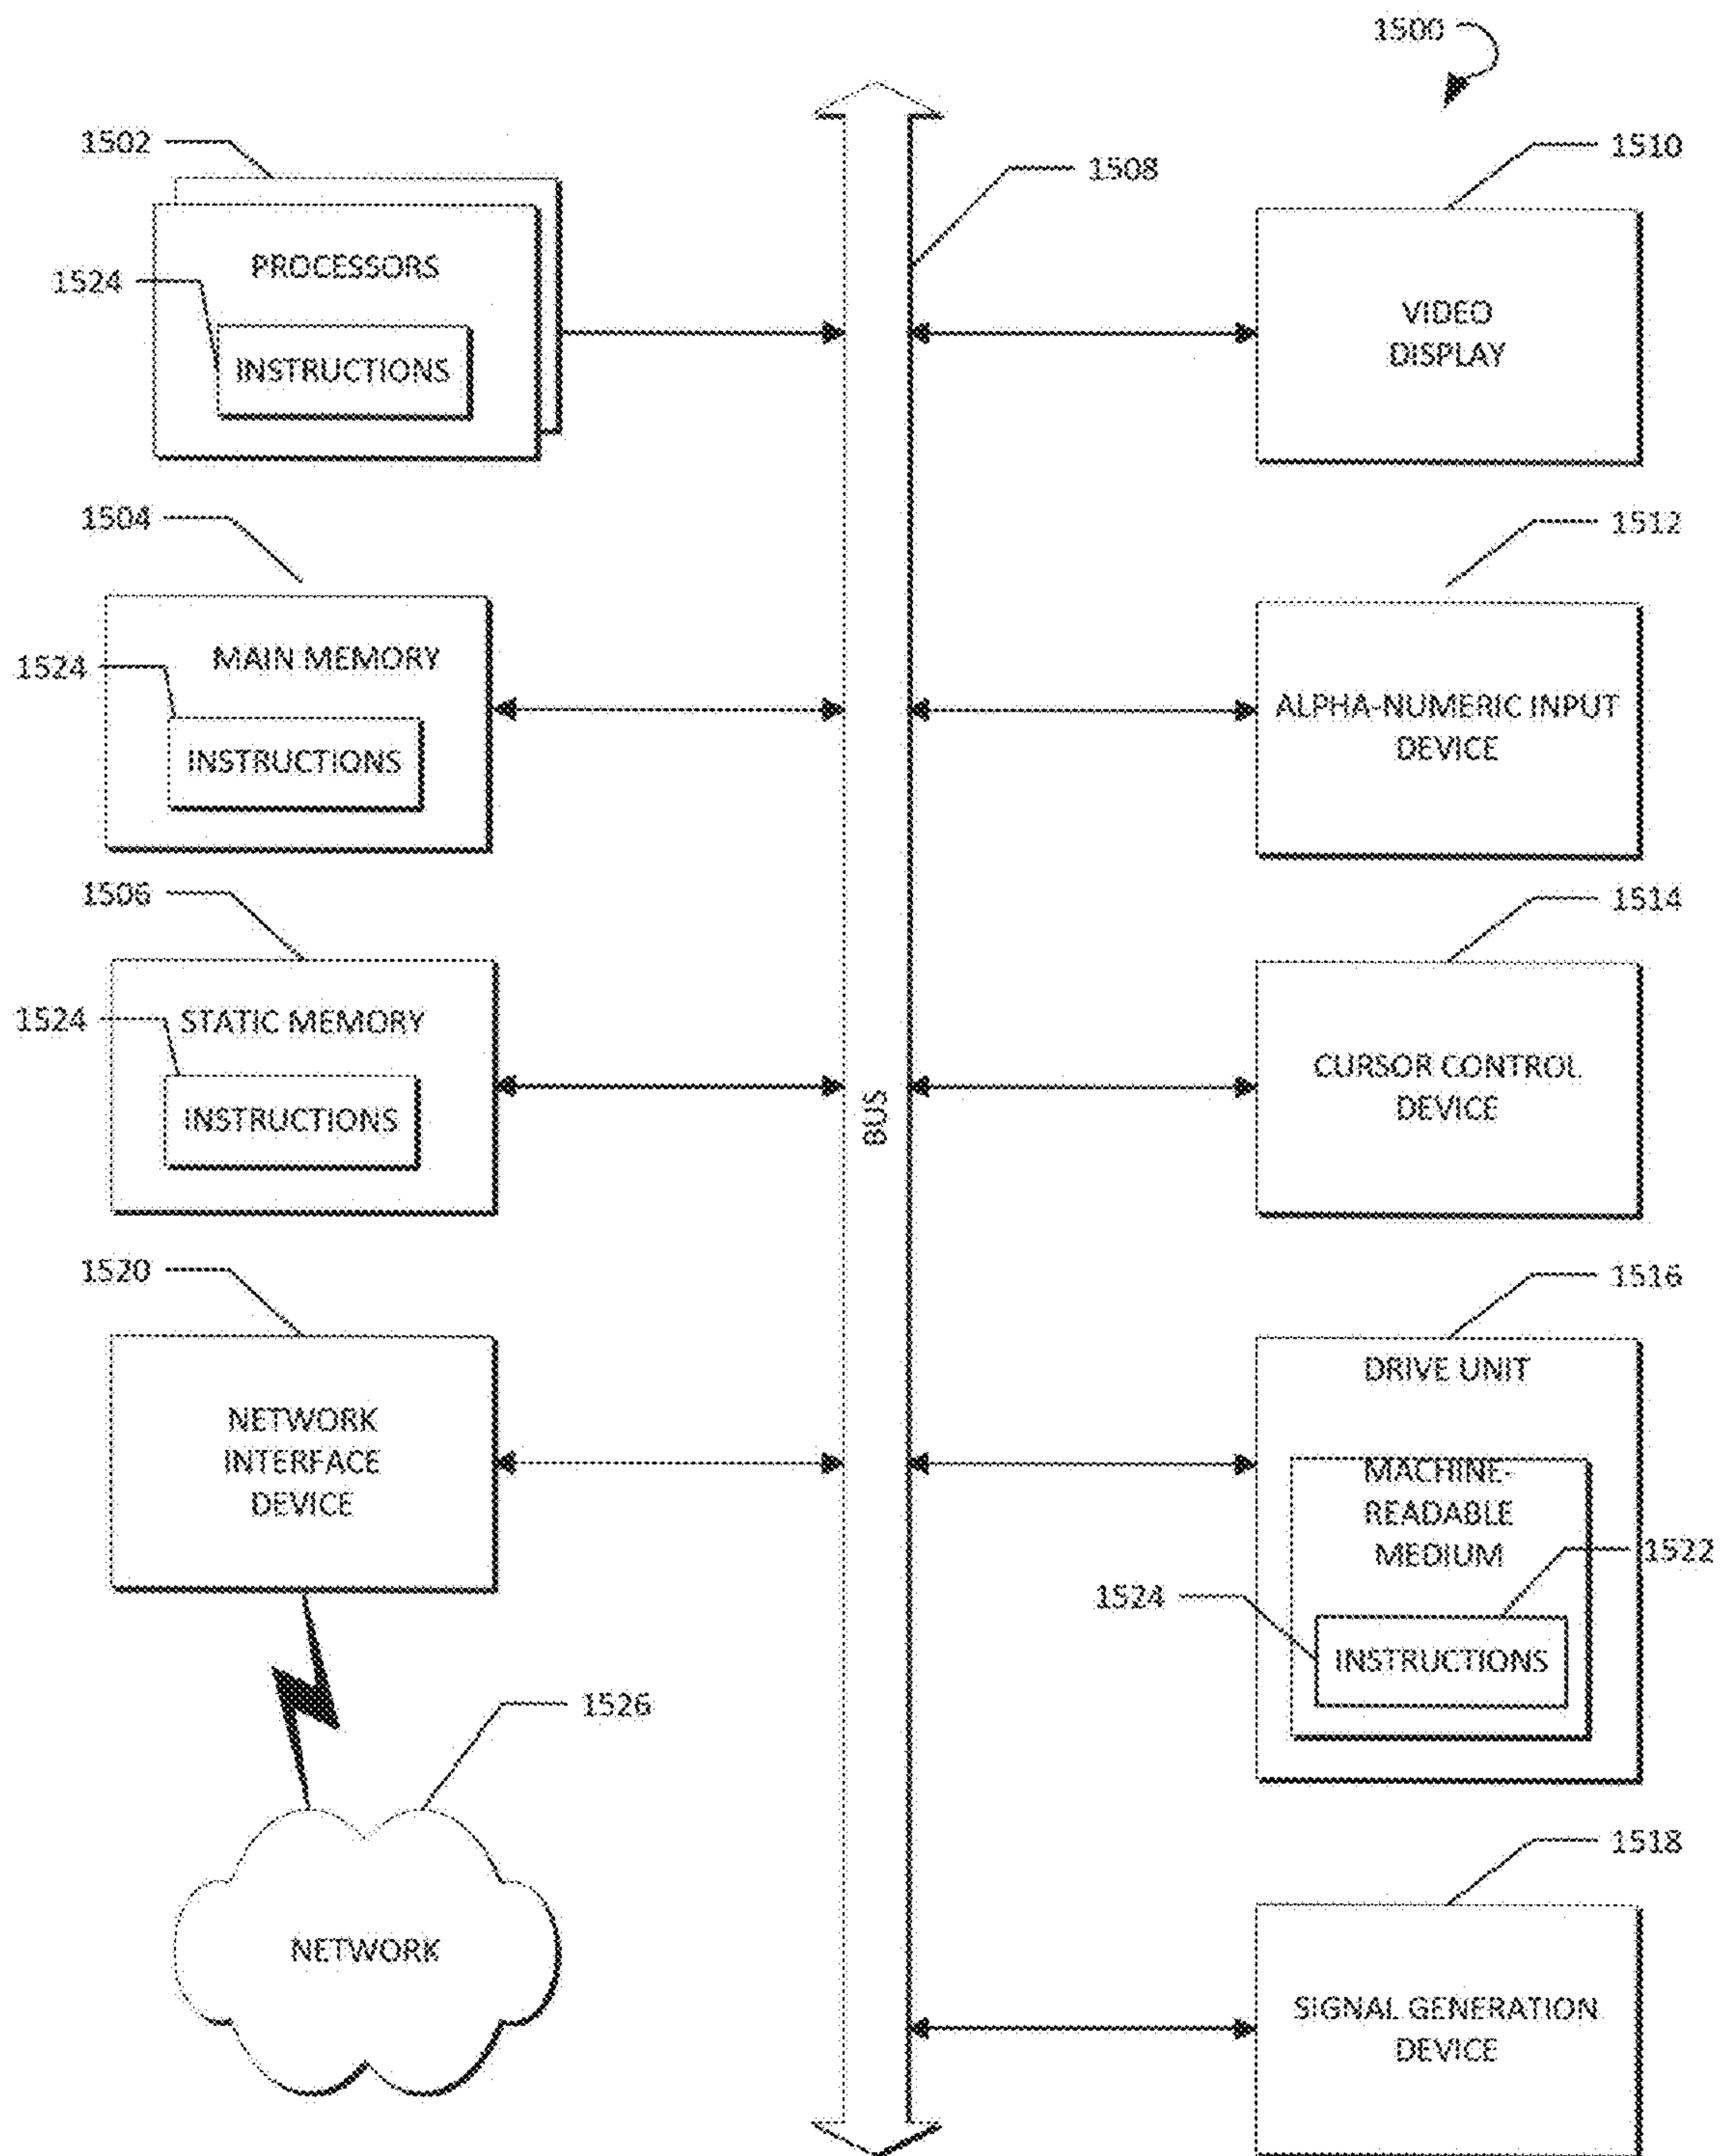 1500
1502
1508
1510
PROCESSORS
1524
INSTRUCTIONS
VIDEO
DISPLAY
1504
1512
MAIN MEMORY
1524
INSTRUCTIONS
ALPHA-NUMERIC INPUT
DEVICE
1506
1514
STATIC MEMORY
1524
INSTRUCTIONS
CURSOR CONTROL
DEVICE
BUS
1520
1516
NETWORK
INTERFACE
DEVICE
DRIVE UNIT
MACHINE-
READABLE
MEDIUM
1522
1524
INSTRUCTIONS
1526
NETWORK
1518
SIGNAL GENERATION
DEVICE